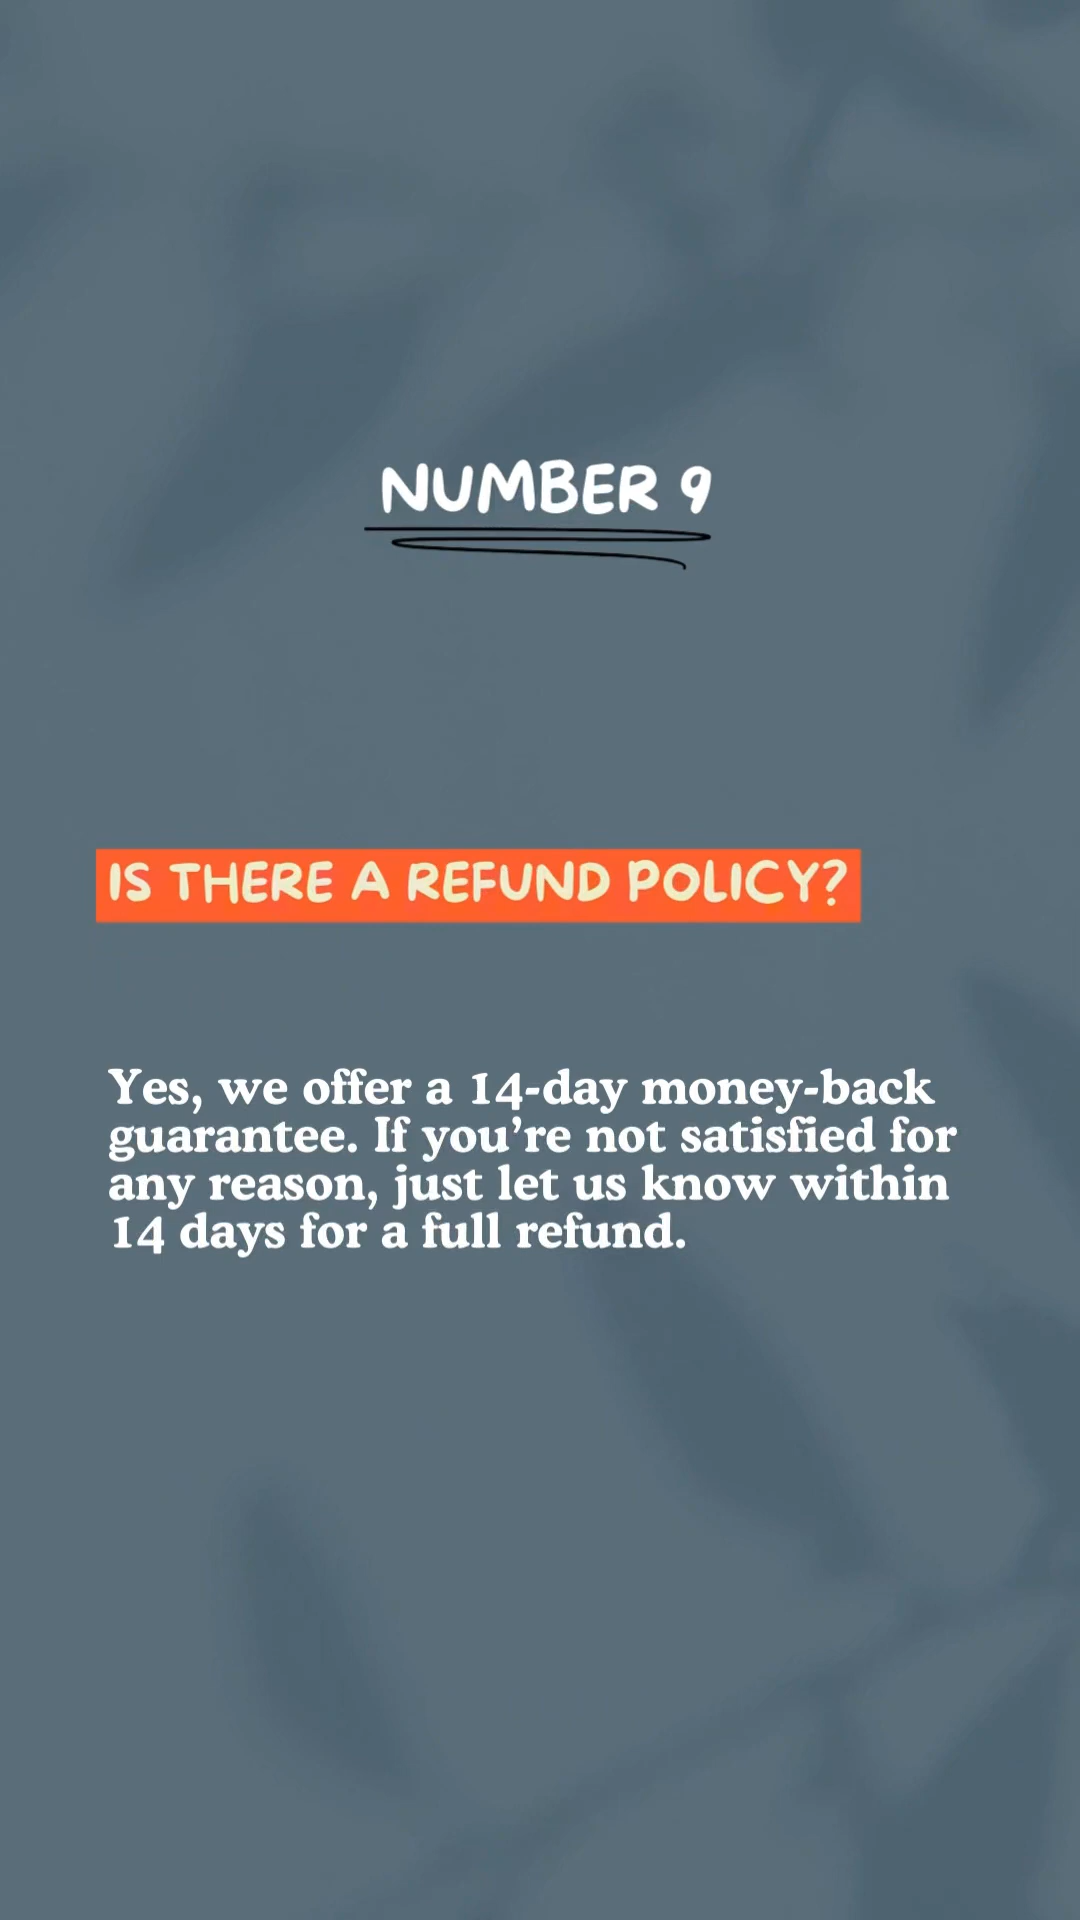 NUMBER 9
IS THERE A REFUND POLICY?
Yes, we offer a 14-day money-back
guarantee. If you’re not satisfied for
any reason, just let us know within
14 days for a full refund.